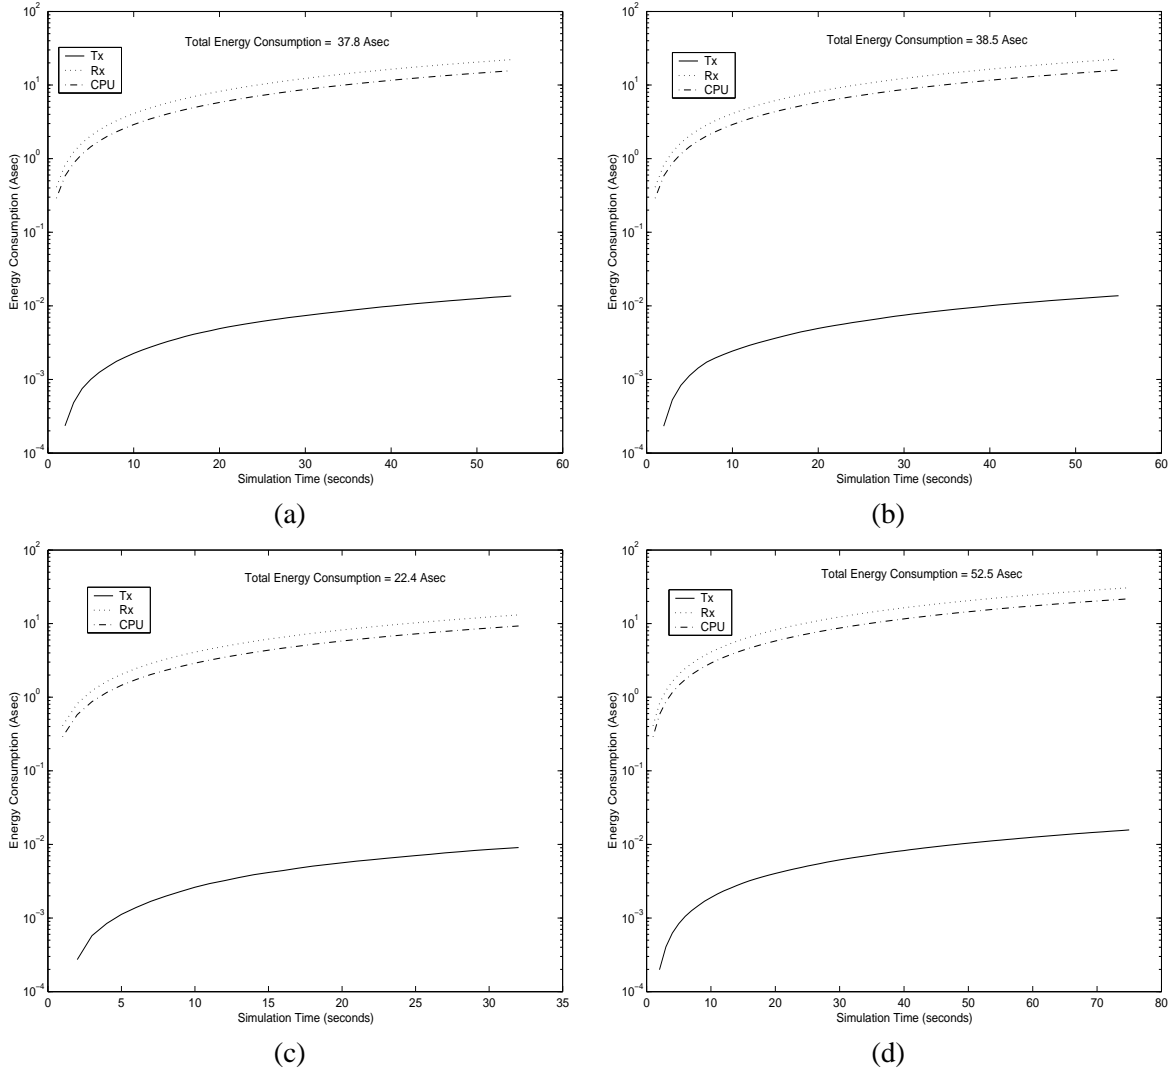 Total Energy Consumption = 37.8 Asec
Tx
Rx
CPU
10^2
10^1
10^0
10^−1
10^−2
10^−3
10^−4
Energy Consumption (Asec)
0 10 20 30 40 50 60
Simulation Time (seconds)
(a)
Total Energy Consumption = 38.5 Asec
Tx
Rx
CPU
10^2
10^1
10^0
10^−1
10^−2
10^−3
10^−4
Energy Consumption (Asec)
0 10 20 30 40 50 60
Simulation Time (seconds)
(b)
Total Energy Consumption = 22.4 Asec
Tx
Rx
CPU
10^2
10^1
10^0
10^−1
10^−2
10^−3
10^−4
Energy Consumption (Asec)
0 5 10 15 20 25 30 35
Simulation Time (seconds)
(c)
Total Energy Consumption = 52.5 Asec
Tx
Rx
CPU
10^2
10^1
10^0
10^−1
10^−2
10^−3
10^−4
Energy Consumption (Asec)
0 10 20 30 40 50 60 70 80
Simulation Time (seconds)
(d)